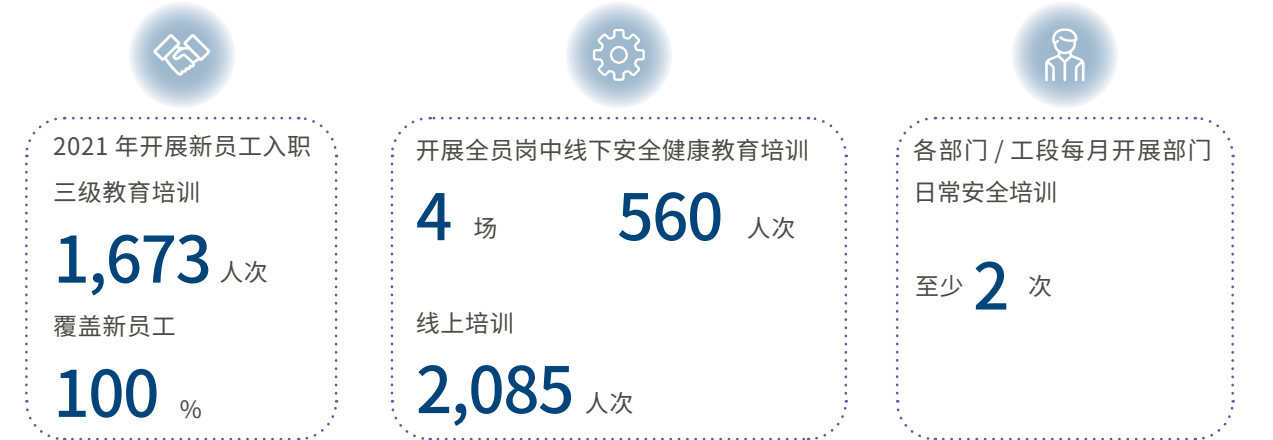 2021 年开展新员工入职
三级教育培训
1,673 人次
覆盖新员工
100 %
开展全员岗中线下安全健康教育培训
4 场 560 人次
线上培训
2,085 人次
各部门 / 工段每月开展部门
日常安全培训
至少 2 次